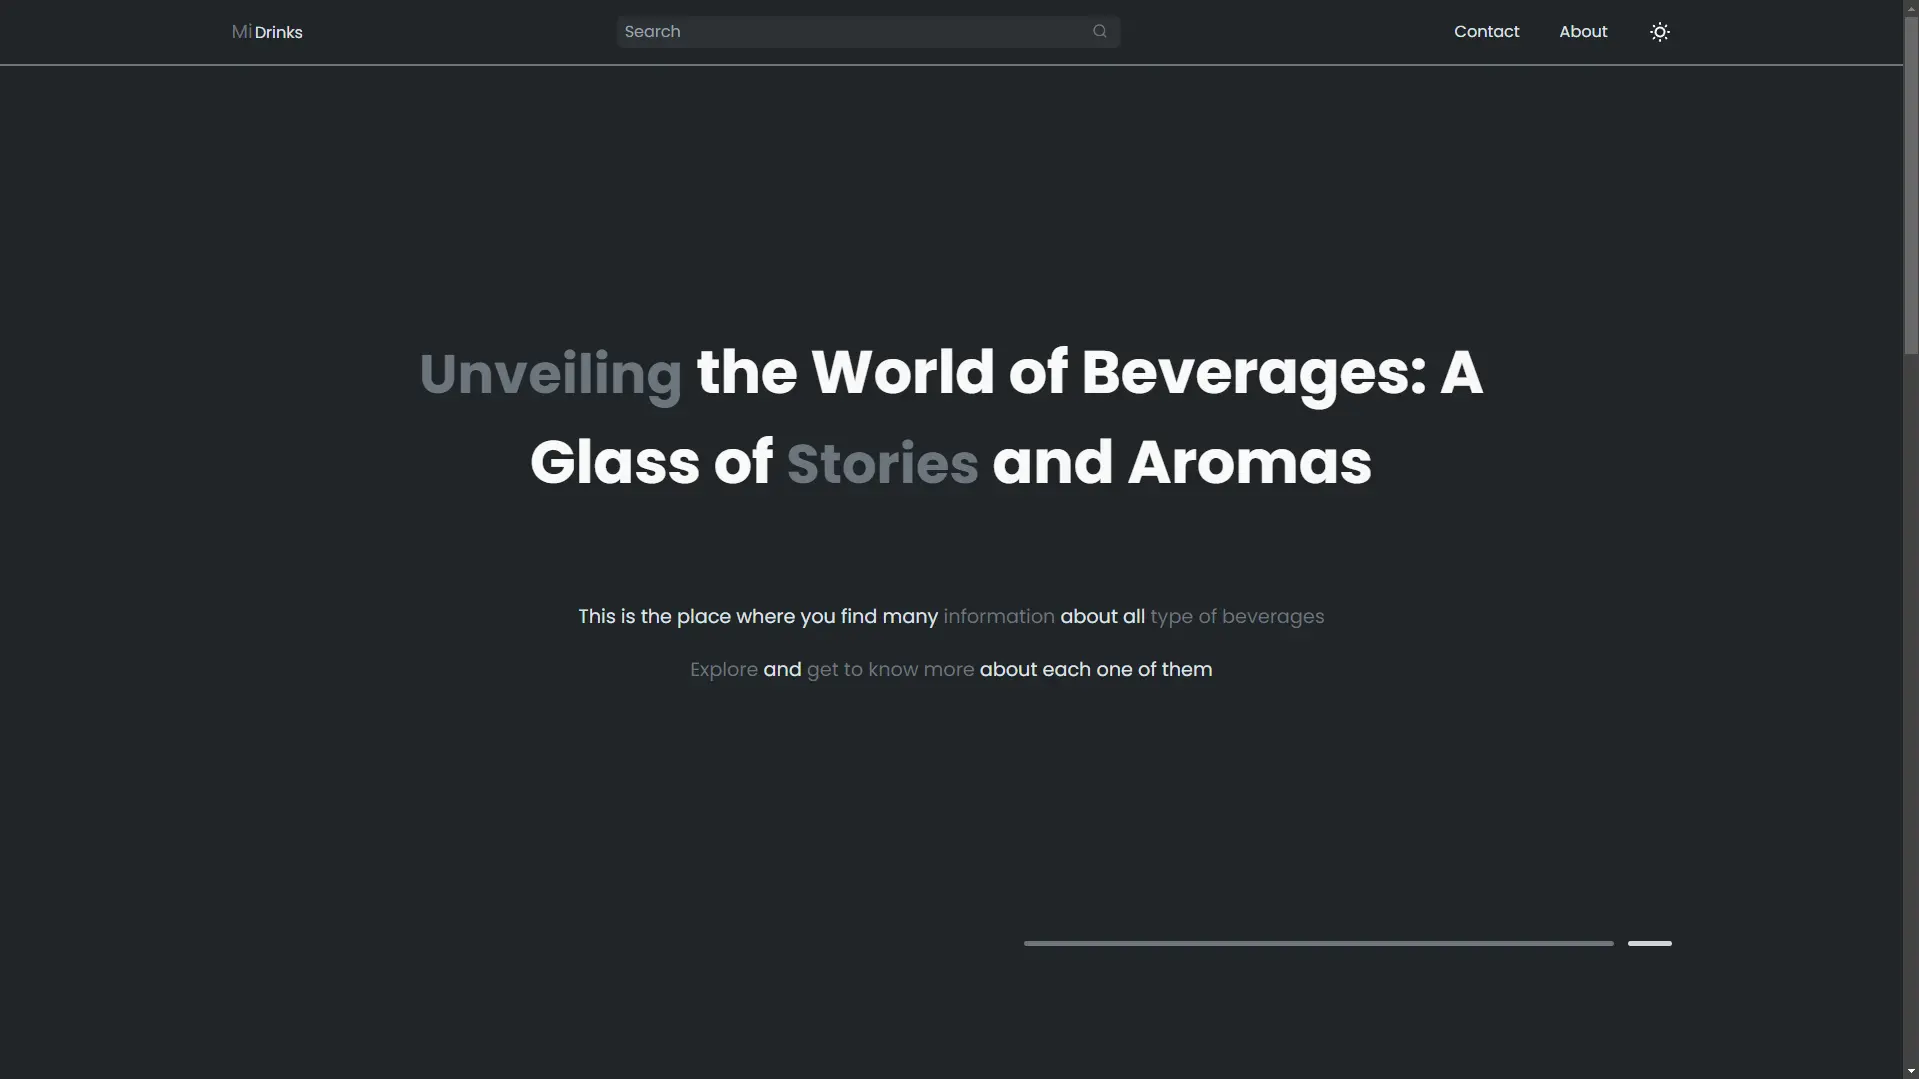 Mi Drinks
Search
Contact
About
Unveiling the World of Beverages: A
Glass of Stories and Aromas
This is the place where you find many information about all type of beverages
Explore and get to know more about each one of them